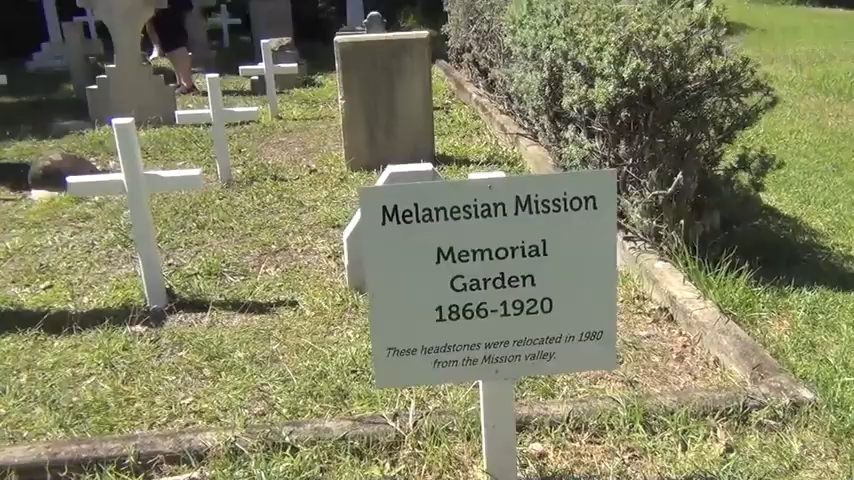 Melanesian Mission
Memorial
Garden
1866-1920
These headstones were relocated in 1980
from the Mission valley.